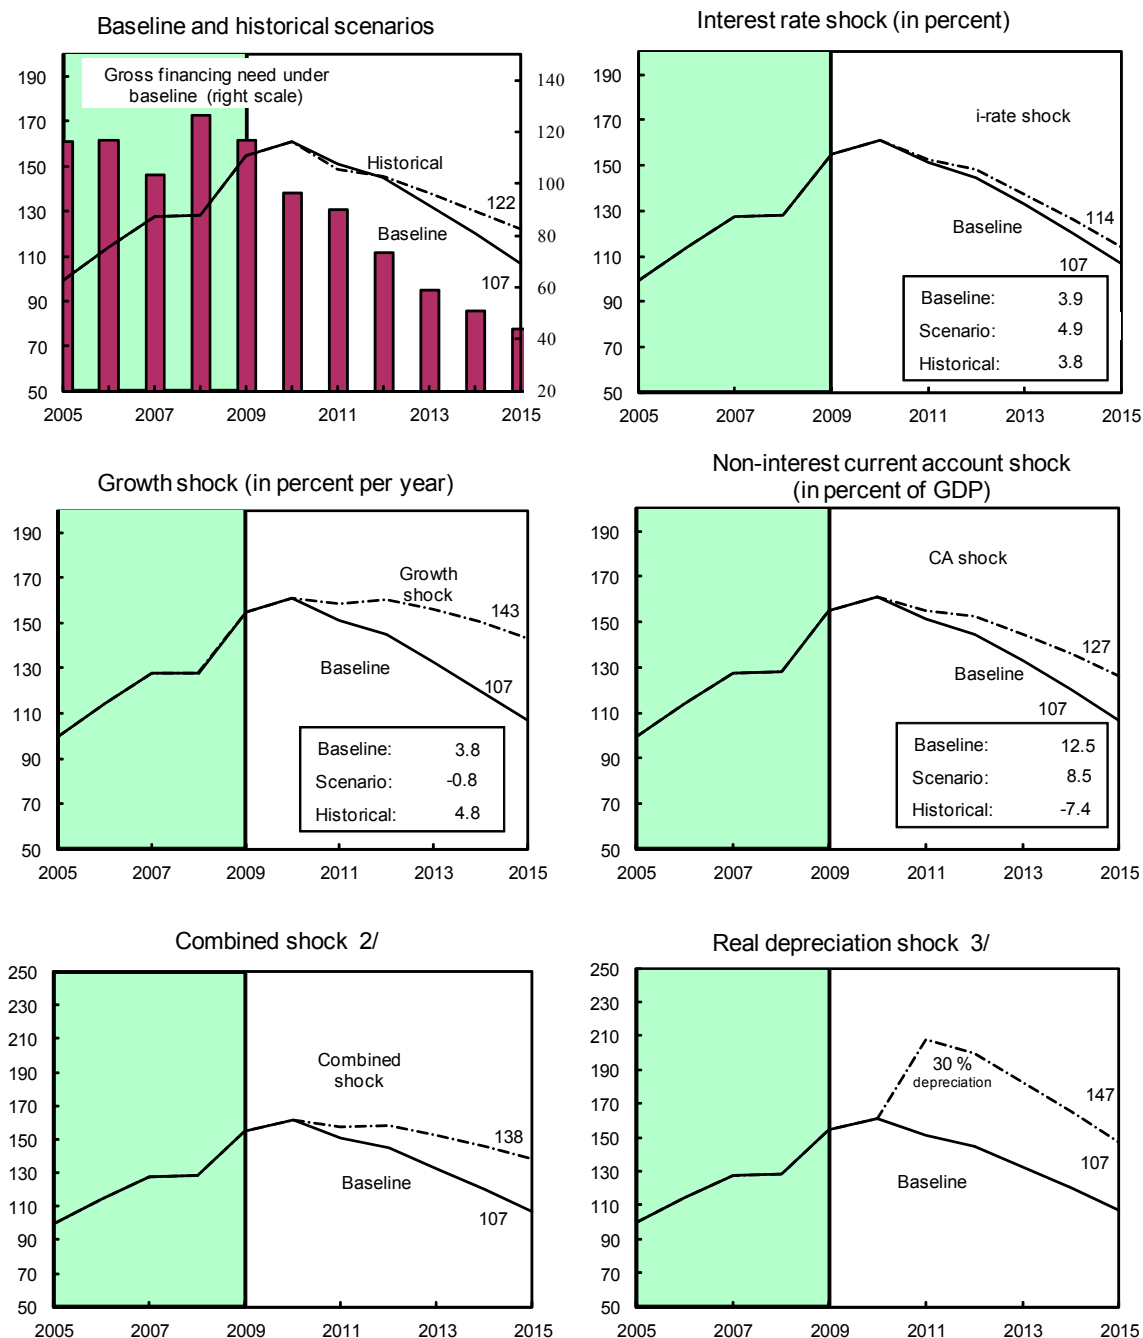 Baseline and historical scenarios
190
170
150
130
110
90
70
50
Gross financing need under
baseline (right scale)
Historical
122
Baseline
107
140
120
100
80
60
40
20
2005 2007 2009 2011 2013 2015
Interest rate shock (in percent)
190
170
150
130
110
90
70
50
i-rate shock
114
Baseline
107
Baseline: 3.9
Scenario: 4.9
Historical: 3.8
2005 2007 2009 2011 2013 2015
Growth shock (in percent per year)
190
170
150
130
110
90
70
50
Growth
shock
143
Baseline
107
Baseline: 3.8
Scenario: -0.8
Historical: 4.8
2005 2007 2009 2011 2013 2015
Non-interest current account shock
(in percent of GDP)
190
170
150
130
110
90
70
50
CA shock
127
Baseline
107
Baseline: 12.5
Scenario: 8.5
Historical: -7.4
2005 2007 2009 2011 2013 2015
Combined shock 2/
250
230
210
190
170
150
130
110
90
70
50
Combined
shock
138
Baseline
107
2005 2007 2009 2011 2013 2015
Real depreciation shock 3/
250
230
210
190
170
150
130
110
90
70
50
30 %
depreciation
147
107
Baseline
2005 2007 2009 2011 2013 2015